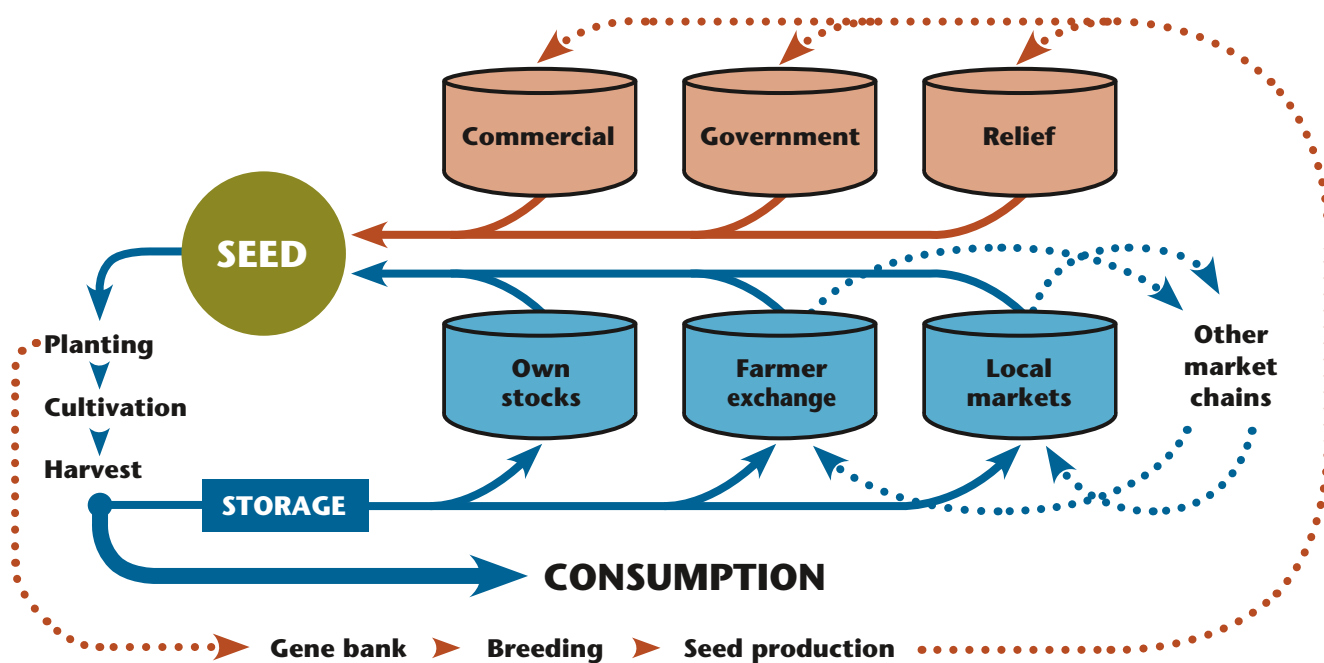 Commercial
Government
Relief
SEED
Planting
Cultivation
Harvest
Own
stocks
Farmer
exchange
Local
markets
Other
market
chains
STORAGE
CONSUMPTION
Gene bank
Breeding
Seed production